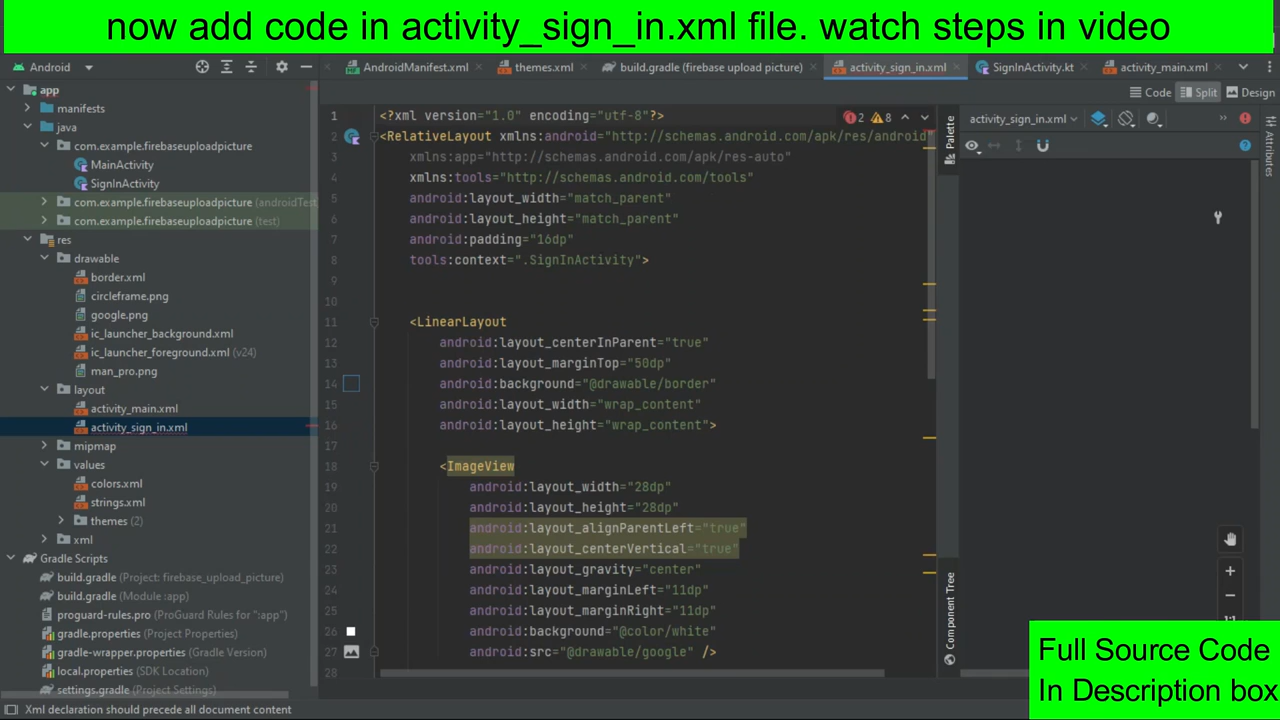 now add code in activity_sign_in.xml file. watch steps in video
Android
AndroidManifest.xml
themes.xml
build.gradle (firebase upload picture)
activity_sign_in.xml
SignInActivity.kt
activity_main.xml
Code
Split
Design
app
manifests
java
com.example.firebaseuploadpicture
MainActivity
SignInActivity
com.example.firebaseuploadpicture (androidTest
com.example.firebaseuploadpicture (test)
res
drawable
border.xml
circleframe.png
google.png
ic_launcher_background.xml
ic_launcher_foreground.xml (v24)
man_pro.png
layout
activity_main.xml
activity_sign_in.xml
mipmap
values
colors.xml
strings.xml
themes (2)
xml
Gradle Scripts
build.gradle (Project: firebase_upload_picture)
build.gradle (Module :app)
proguard-rules.pro (ProGuard Rules for ":app")
gradle.properties (Project Properties)
gradle-wrapper.properties (Gradle Version)
local.properties (SDK Location)
settings.gradle (Project Settings)
1 <?xml version="1.0" encoding="utf-8"?>
2 <RelativeLayout xmlns:android="http://schemas.android.com/apk/res/android"
3 xmlns:app="http://schemas.android.com/apk/res-auto"
4 xmlns:tools="http://schemas.android.com/tools"
5 android:layout_width="match_parent"
6 android:layout_height="match_parent"
7 android:padding="16dp"
8 tools:context=".SignInActivity">
9
10
11 <LinearLayout
12 android:layout_centerInParent="true"
13 android:layout_marginTop="50dp"
14 android:background="@drawable/border"
15 android:layout_width="wrap_content"
16 android:layout_height="wrap_content">
17
18 <ImageView
19 android:layout_width="28dp"
20 android:layout_height="28dp"
21 android:layout_alignParentLeft="true"
22 android:layout_centerVertical="true"
23 android:layout_gravity="center"
24 android:layout_marginLeft="11dp"
25 android:layout_marginRight="11dp"
26 android:background="@color/white"
27 android:src="@drawable/google" />
28
2 8
Palette
Component Tree
activity_sign_in.xml
Attributes
1:1
Full Source Code
In Description box
Xml declaration should precede all document content